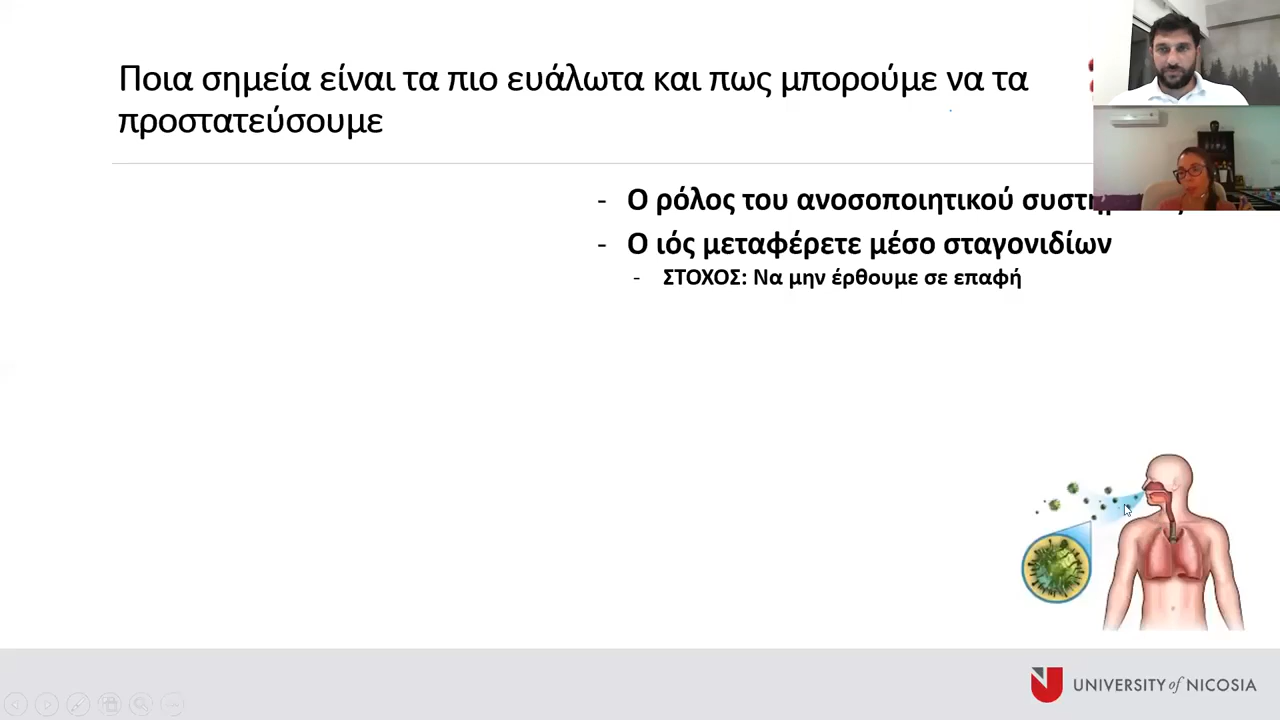 Ποια σημεία είναι τα πιο ευάλωτα και πως μπορούμε να τα
προστατεύσουμε
- Ο ρόλος του ανοσοποιητικού
- Ο ιός μεταφέρετε μέσο σταγονιδίων
- ΣΤΟΧΟΣ: Να μην έρθουμε σε επαφή
UNIVERSITY of NICOSIA